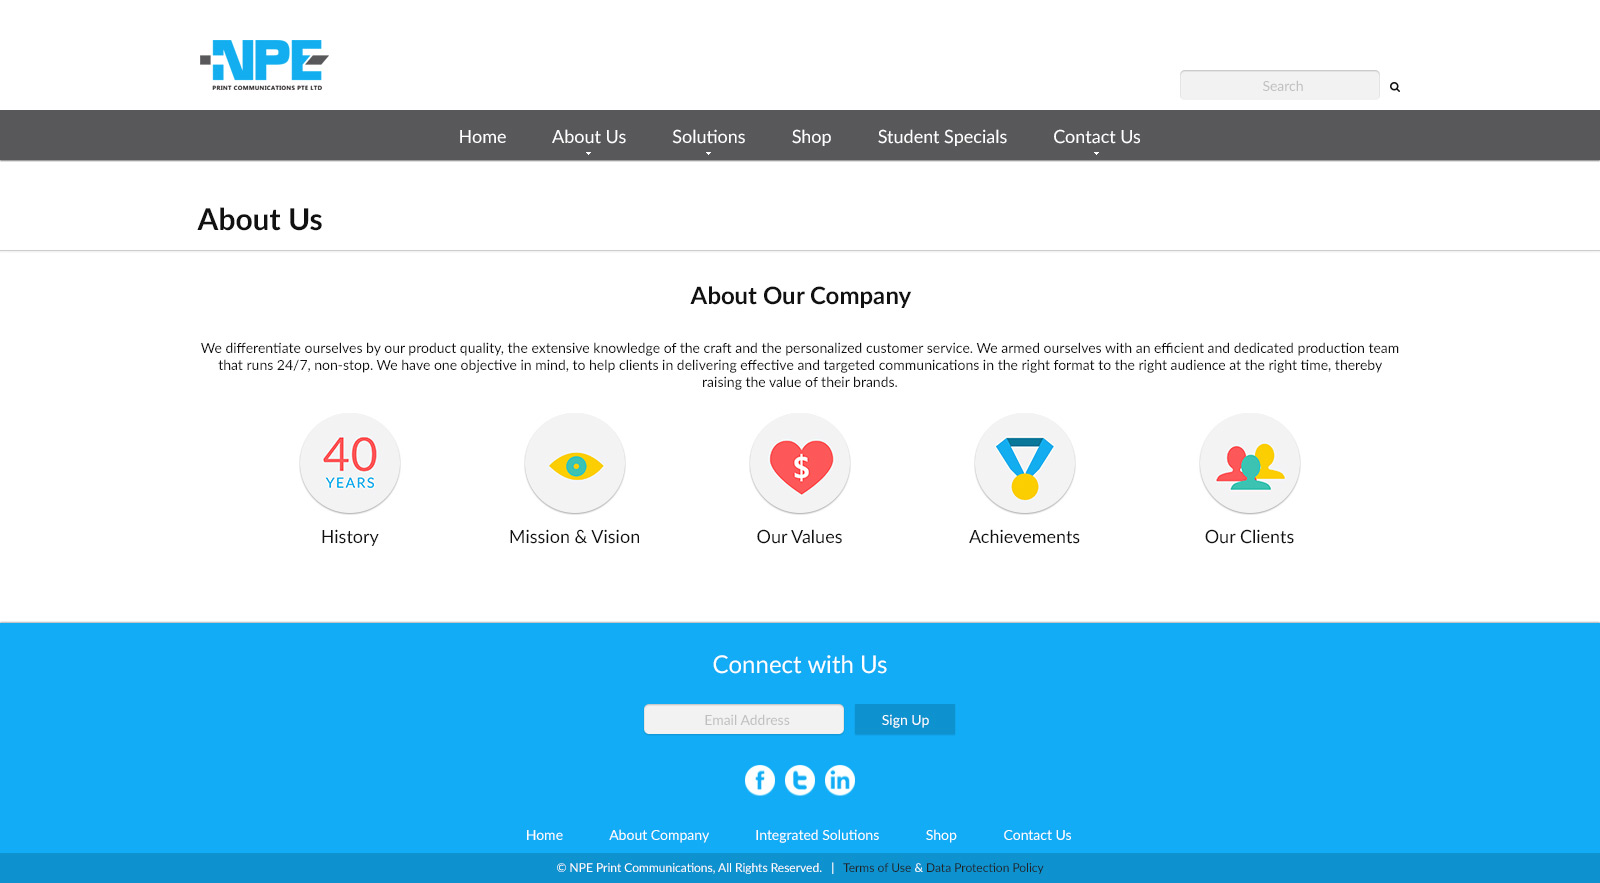 NPE
PRINT COMMUNICATIONS PTE LTD
Search
Home About Us Solutions Shop Student Specials Contact Us
About Us
About Our Company
We differentiate ourselves by our product quality, the extensive knowledge of the craft and the personalized customer service. We armed ourselves with an efficient and dedicated production team
that runs 24/7, non-stop. We have one objective in mind, to help clients in delivering effective and targeted communications in the right format to the right audience at the right time, thereby
raising the value of their brands.
40
YEARS
$
History Mission & Vision Our Values Achievements Our Clients
Connect with Us
Email Address Sign Up
f t in
Home About Company Integrated Solutions Shop Contact Us
© NPE Print Communications, All Rights Reserved. | Terms of Use & Data Protection Policy